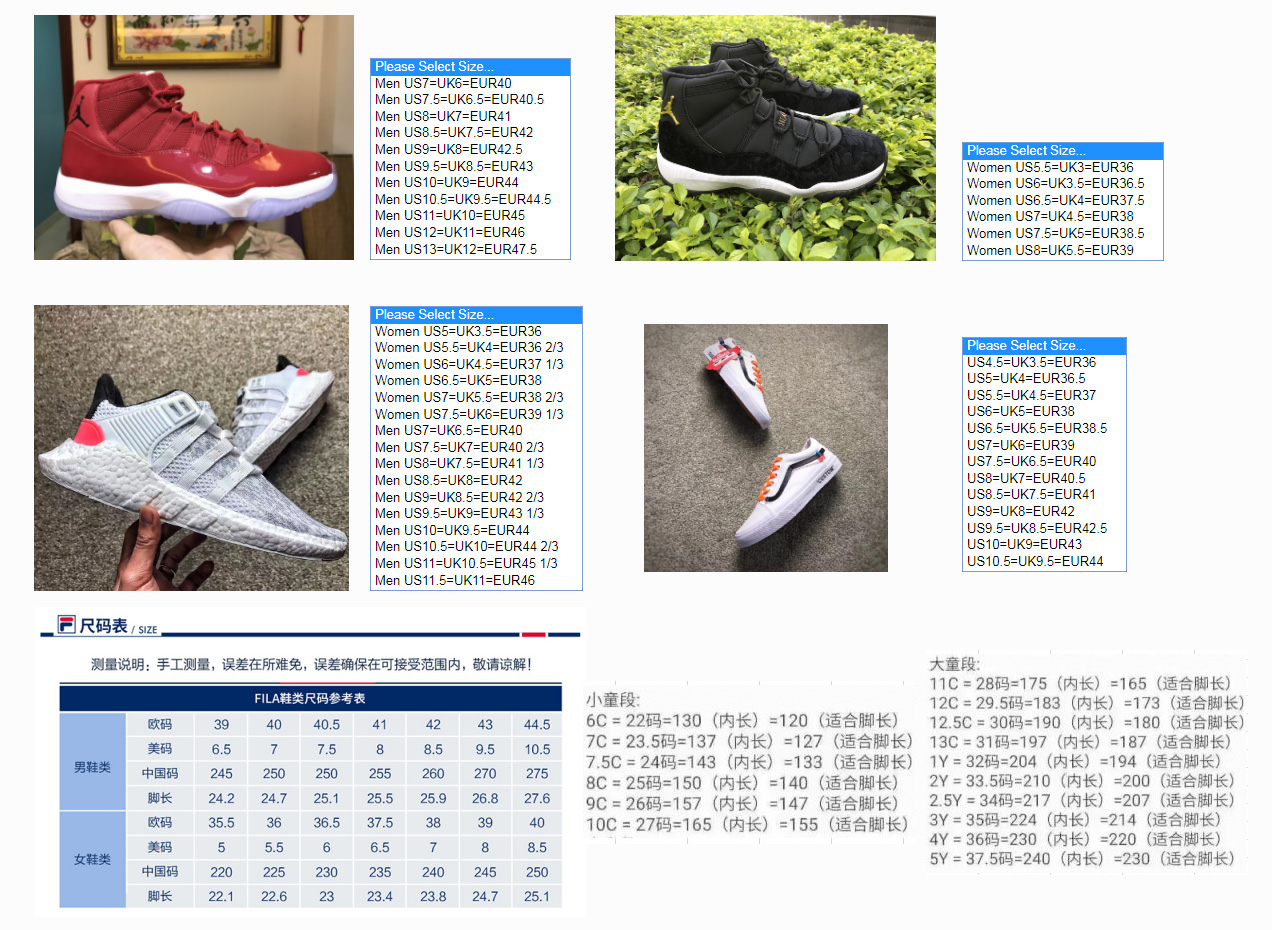 Please Select Size...
Men US7=UK6=EUR40
Men US7.5=UK6.5=EUR40.5
Men US8=UK7=EUR41
Men US8.5=UK7.5=EUR42
Men US9=UK8=EUR42.5
Men US9.5=UK8.5=EUR43
Men US10=UK9=EUR44
Men US10.5=UK9.5=EUR44.5
Men US11=UK10=EUR45
Men US12=UK11=EUR46
Men US13=UK12=EUR47.5
Please Select Size...
Women US5.5=UK3=EUR36
Women US6=UK3.5=EUR36.5
Women US6.5=UK4=EUR37.5
Women US7=UK4.5=EUR38
Women US7.5=UK5=EUR38.5
Women US8=UK5.5=EUR39
Please Select Size...
Women US5=UK3.5=EUR36
Women US5.5=UK4=EUR36 2/3
Women US6=UK4.5=EUR37 1/3
Women US6.5=UK5=EUR38
Women US7=UK5.5=EUR38 2/3
Women US7.5=UK6=EUR39 1/3
Men US7=UK6.5=EUR40
Men US7.5=UK7=EUR40 2/3
Men US8=UK7.5=EUR41 1/3
Men US8.5=UK8=EUR42
Men US9=UK8.5=EUR42 2/3
Men US9.5=UK9=EUR43 1/3
Men US10=UK9.5=EUR44
Men US10.5=UK10=EUR44 2/3
Men US11=UK10.5=EUR45 1/3
Men US11.5=UK11=EUR46
Please Select Size...
US4.5=UK3.5=EUR36
US5=UK4=EUR36.5
US5.5=UK4.5=EUR37
US6=UK5=EUR38
US6.5=UK5.5=EUR38.5
US7=UK6=EUR39
US7.5=UK6.5=EUR40
US8=UK7=EUR40.5
US8.5=UK7.5=EUR41
US9=UK8=EUR42
US9.5=UK8.5=EUR42.5
US10=UK9=EUR43
US10.5=UK9.5=EUR44
尺码表 / SIZE
测量说明：手工测量，误差在所难免，误差确保在可接受范围内，敬请谅解！
FILA鞋类尺码参考表
男鞋类
欧码 39 40 40.5 41 42 43 44.5
美码 6.5 7 7.5 8 8.5 9.5 10.5
中国码 245 250 250 255 260 270 275
脚长 24.2 24.7 25.1 25.5 25.9 26.8 27.6
女鞋类
欧码 35.5 36 36.5 37.5 38 39 40
美码 5 5.5 6 6.5 7 8 8.5
中国码 220 225 230 235 240 245 250
脚长 22.1 22.6 23 23.4 23.8 24.7 25.1
小童段:
6C = 22码=130（内长）=120（适合脚长）
7C = 23.5码=137（内长）=127（适合脚长）
7.5C = 24码=143（内长）=133（适合脚长）
8C = 25码=150（内长）=140（适合脚长）
9C = 26码=157（内长）=147（适合脚长）
10C = 27码=165（内长）=155（适合脚长）
大童段:
11C = 28码=175（内长）=165（适合脚长）
12C = 29.5码=183（内长）=173（适合脚长）
12.5C = 30码=190（内长）=180（适合脚长）
13C = 31码=197（内长）=187（适合脚长）
1Y = 32码=204（内长）=194（适合脚长）
2Y = 33.5码=210（内长）=200（适合脚长）
2.5Y = 34码=217（内长）=207（适合脚长）
3Y = 35码=224（内长）=214（适合脚长）
4Y = 36码=230（内长）=220（适合脚长）
5Y = 37.5码=240（内长）=230（适合脚长）